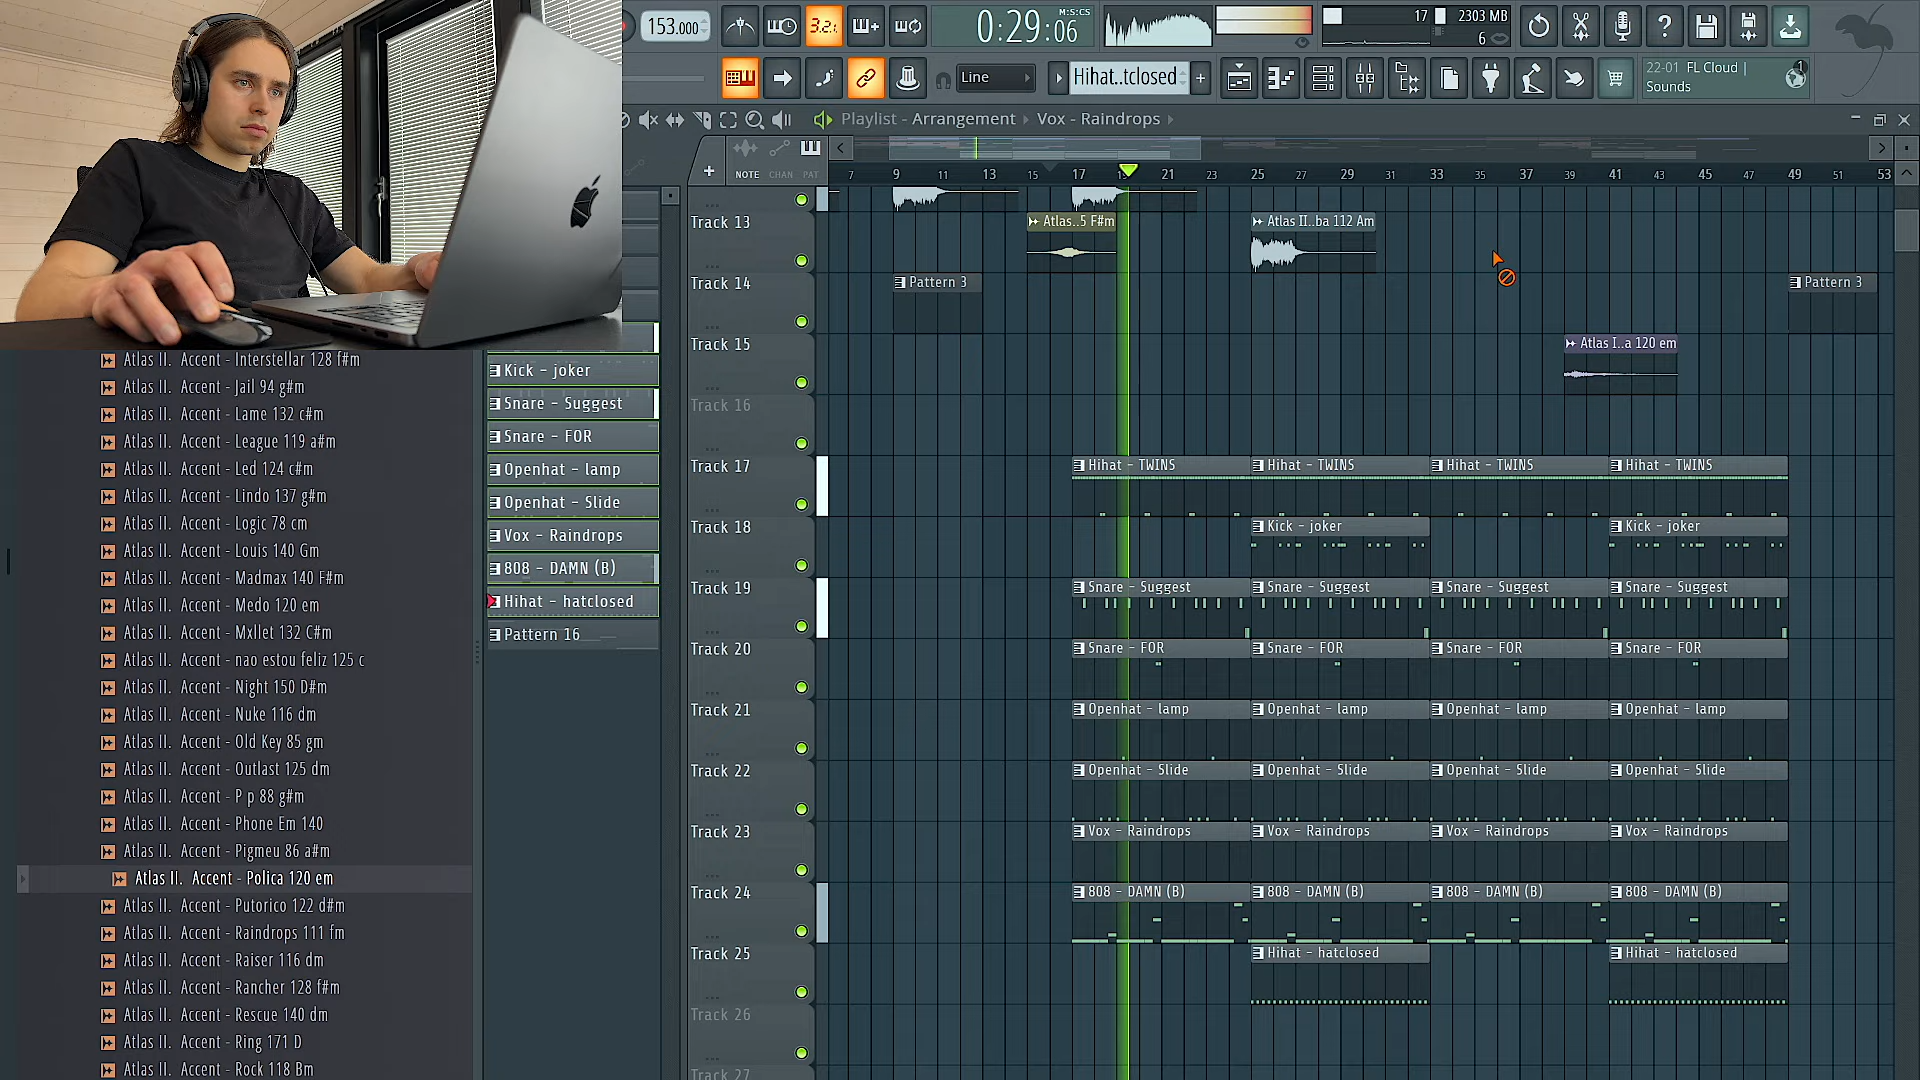 153.000
3.2.
0:29:06
M:S:CS
17
2303 MB
6
Line
Hihat..tclosed
22-01 FL Cloud |
Sounds
1
Playlist - Arrangement › Vox - Raindrops ›
NOTE CHAN PAT
7 9 11 13 15 17 19 21 23 25 27 29 31 33 35 37 39 41 43 45 47 49 51 53
Track 13
Atlas..5 F#m
Atlas II..ba 112 Am
Track 14
Pattern 3
Pattern 3
Track 15
Atlas I..a 120 em
Track 16
Track 17
Hihat - TWINS
Hihat - TWINS
Hihat - TWINS
Hihat - TWINS
Track 18
Kick - joker
Kick - joker
Track 19
Snare - Suggest
Snare - Suggest
Snare - Suggest
Snare - Suggest
Track 20
Snare - FOR
Snare - FOR
Snare - FOR
Snare - FOR
Track 21
Openhat - lamp
Openhat - lamp
Openhat - lamp
Openhat - lamp
Track 22
Openhat - Slide
Openhat - Slide
Openhat - Slide
Openhat - Slide
Track 23
Vox - Raindrops
Vox - Raindrops
Vox - Raindrops
Vox - Raindrops
Track 24
808 - DAMN (B)
808 - DAMN (B)
808 - DAMN (B)
808 - DAMN (B)
Track 25
Hihat - hatclosed
Hihat - hatclosed
Track 26
Track 27
Kick - joker
Snare - Suggest
Snare - FOR
Openhat - lamp
Openhat - Slide
Vox - Raindrops
808 - DAMN (B)
Hihat - hatclosed
Pattern 16
Atlas II. Accent - Interstellar 128 f#m
Atlas II. Accent - Jail 94 g#m
Atlas II. Accent - Lame 132 c#m
Atlas II. Accent - League 119 a#m
Atlas II. Accent - Led 124 c#m
Atlas II. Accent - Lindo 137 g#m
Atlas II. Accent - Logic 78 cm
Atlas II. Accent - Louis 140 Gm
Atlas II. Accent - Madmax 140 F#m
Atlas II. Accent - Medo 120 em
Atlas II. Accent - Mxllet 132 C#m
Atlas II. Accent - nao estou feliz 125 c
Atlas II. Accent - Night 150 D#m
Atlas II. Accent - Nuke 116 dm
Atlas II. Accent - Old Key 85 gm
Atlas II. Accent - Outlast 125 dm
Atlas II. Accent - P p 88 g#m
Atlas II. Accent - Phone Em 140
Atlas II. Accent - Pigmeu 86 a#m
Atlas II. Accent - Polica 120 em
Atlas II. Accent - Putorico 122 d#m
Atlas II. Accent - Raindrops 111 fm
Atlas II. Accent - Raiser 116 dm
Atlas II. Accent - Rancher 128 f#m
Atlas II. Accent - Rescue 140 dm
Atlas II. Accent - Ring 171 D
Atlas II. Accent - Rock 118 Bm